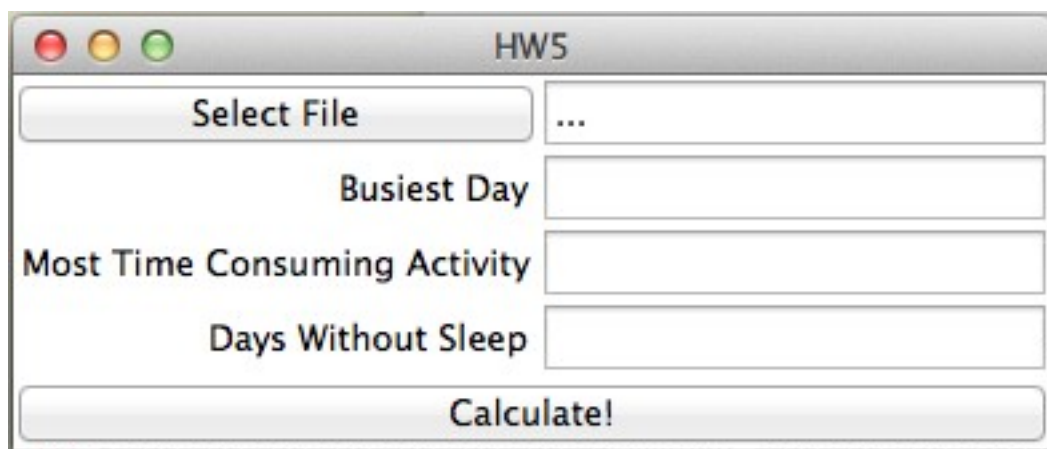 HW5
Select File ...
Busiest Day
Most Time Consuming Activity
Days Without Sleep
Calculate!